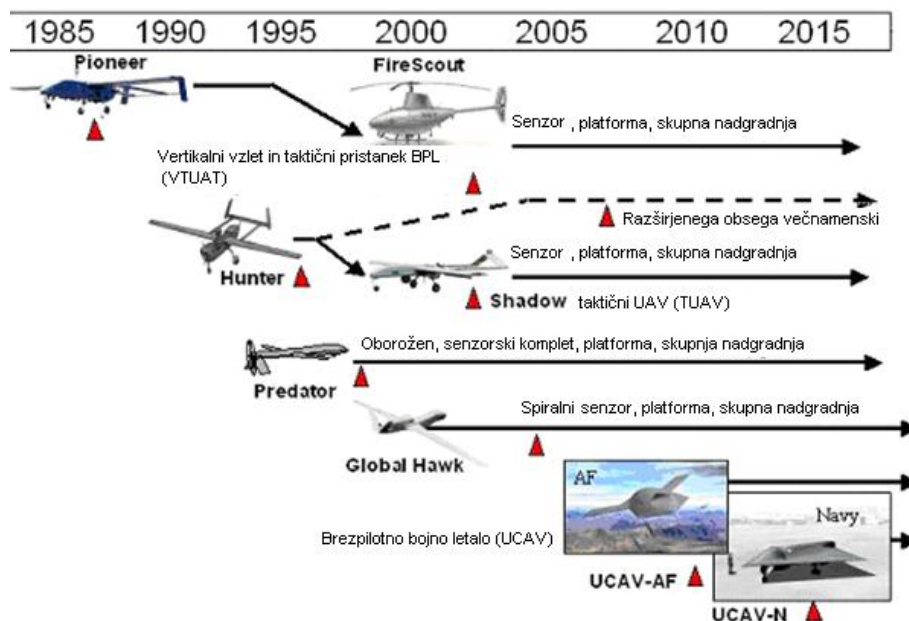 1985 1990 1995 2000 2005 2010 2015
Pioneer
FireScout
Senzor , platforma, skupna nadgradnja
Vertikalni vzlet in taktični pristanek BPL
(VTUAT)
Razširjenega obsega večnamenski
Hunter
Senzor , platforma, skupna nadgradnja
Shadow taktični UAV (TUAV)
Oborožen, senzorski komplet, platforma, skupnja nadgradnja
Predator
Spiralni senzor, platforma, skupna nadgradnja
Global Hawk
AF
Navy
Brezpilotno bojno letalo (UCAV)
UCAV-AF
UCAV-N